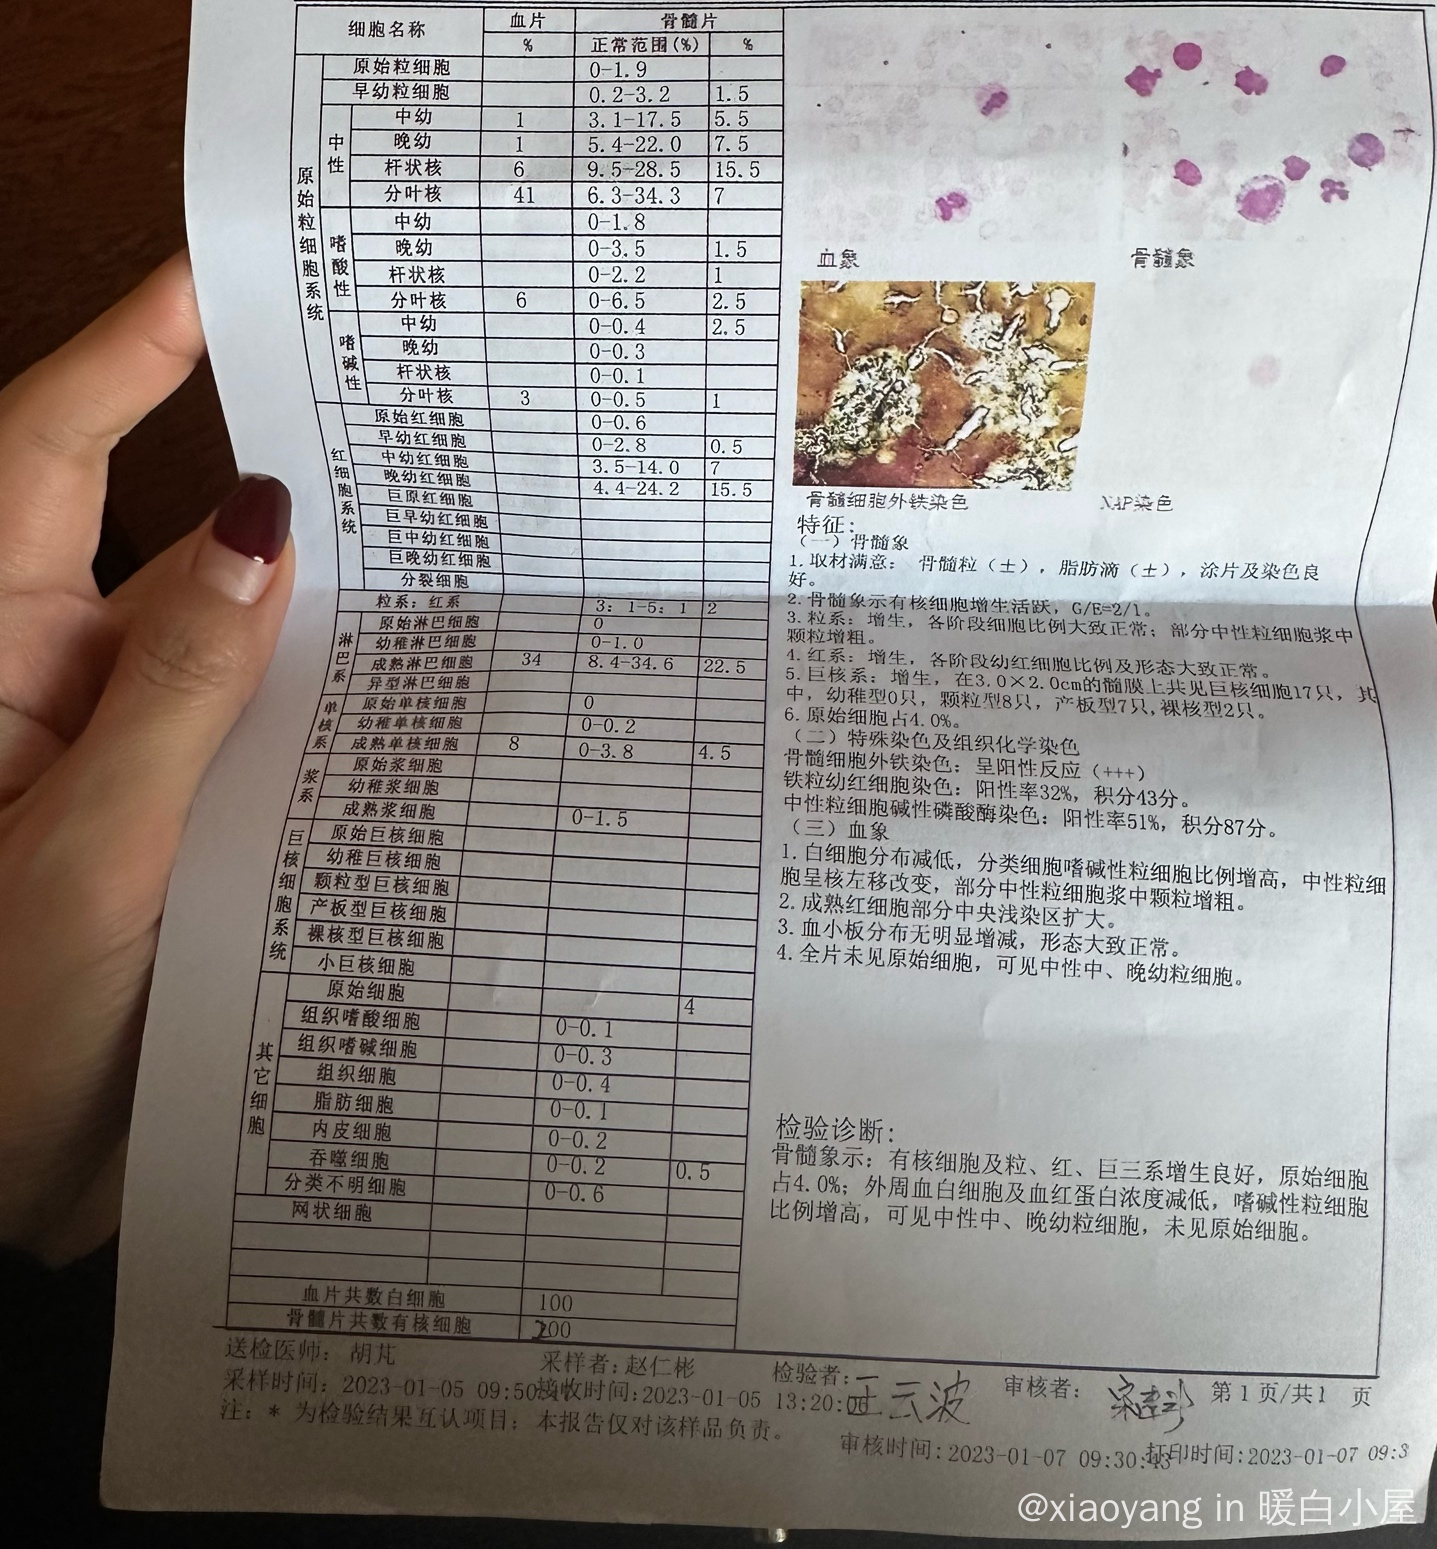 细胞名称 血片 骨髓片
% 正常范围(%) %
原始粒细胞系统
原始粒细胞 0-1.9
早幼粒细胞 0.2-3.2 1.5
中性
中幼 1 3.1-17.5 5.5
晚幼 1 5.4-22.0 7.5
杆状核 6 9.5-28.5 15.5
分叶核 41 6.3-34.3 7
嗜酸性
中幼 0-1.8
晚幼 0-3.5 1.5
杆状核 0-2.2 1
分叶核 6 0-6.5 2.5
嗜碱性
中幼 0-0.4 2.5
晚幼 0-0.3
杆状核 0-0.1
分叶核 3 0-0.5 1
红细胞系统
原始红细胞 0-0.6
早幼红细胞 0-2.8 0.5
中幼红细胞 3.5-14.0 7
晚幼红细胞 4.4-24.2 15.5
巨原红细胞
巨早幼红细胞
巨中幼红细胞
巨晚幼红细胞
分裂细胞
粒系：红系 3：1-5：1 2
淋巴系
原始淋巴细胞 0
幼稚淋巴细胞 0-1.0
成熟淋巴细胞 34 8.4-34.6 22.5
异型淋巴细胞
单核系
原始单核细胞 0
幼稚单核细胞 0-0.2
成熟单核细胞 8 0-3.8 4.5
浆系
原始浆细胞
幼稚浆细胞
成熟浆细胞 0-1.5
巨核细胞系统
原始巨核细胞
幼稚巨核细胞
颗粒型巨核细胞
产板型巨核细胞
裸核型巨核细胞
小巨核细胞
其它细胞
原始细胞 4
组织嗜酸细胞 0-0.1
组织嗜碱细胞 0-0.3
组织细胞 0-0.4
脂肪细胞 0-0.1
内皮细胞 0-0.2
吞噬细胞 0-0.2 0.5
分类不明细胞 0-0.6
网状细胞
血片共数白细胞 100
骨髓片共数有核细胞 200
血象 骨髓象
骨髓细胞外铁染色 NAP染色
特征：
（一）骨髓象
1.取材满意： 骨髓粒（±），脂肪滴（±），涂片及染色良
好。
2.骨髓象示有核细胞增生活跃，G/E=2/1。
3.粒系：增生，各阶段细胞比例大致正常；部分中性粒细胞浆中
颗粒增粗。
4.红系：增生，各阶段幼红细胞比例及形态大致正常。
5.巨核系：增生，在3.0×2.0cm的髓膜上共见巨核细胞17只，其
中，幼稚型0只，颗粒型8只，产板型7只,裸核型2只。
6.原始细胞占4.0%。
（二）特殊染色及组织化学染色
骨髓细胞外铁染色：呈阳性反应（+++）
铁粒幼红细胞染色：阳性率32%，积分43分。
中性粒细胞碱性磷酸酶染色：阳性率51%，积分87分。
（三）血象
1.白细胞分布减低，分类细胞嗜碱性粒细胞比例增高，中性粒细
胞呈核左移改变，部分中性粒细胞浆中颗粒增粗。
2.成熟红细胞部分中央浅染区扩大。
3.血小板分布无明显增减，形态大致正常。
4.全片未见原始细胞，可见中性中、晚幼粒细胞。
检验诊断：
骨髓象示：有核细胞及粒、红、巨三系增生良好，原始细胞
占4.0%；外周血白细胞及血红蛋白浓度减低，嗜碱性粒细胞
比例增高，可见中性中、晚幼粒细胞，未见原始细胞。
送检医师：胡芃 采样者:赵仁彬 检验者: 王云波 审核者： 第1页/共1 页
采样时间：2023-01-05 09:50 接收时间:2023-01-05 13:20:06
注：* 为检验结果互认项目；本报告仅对该样品负责。
审核时间:2023-01-07 09:30:43 打印时间:2023-01-07 09:3
@xiaoyang in 暖白小屋